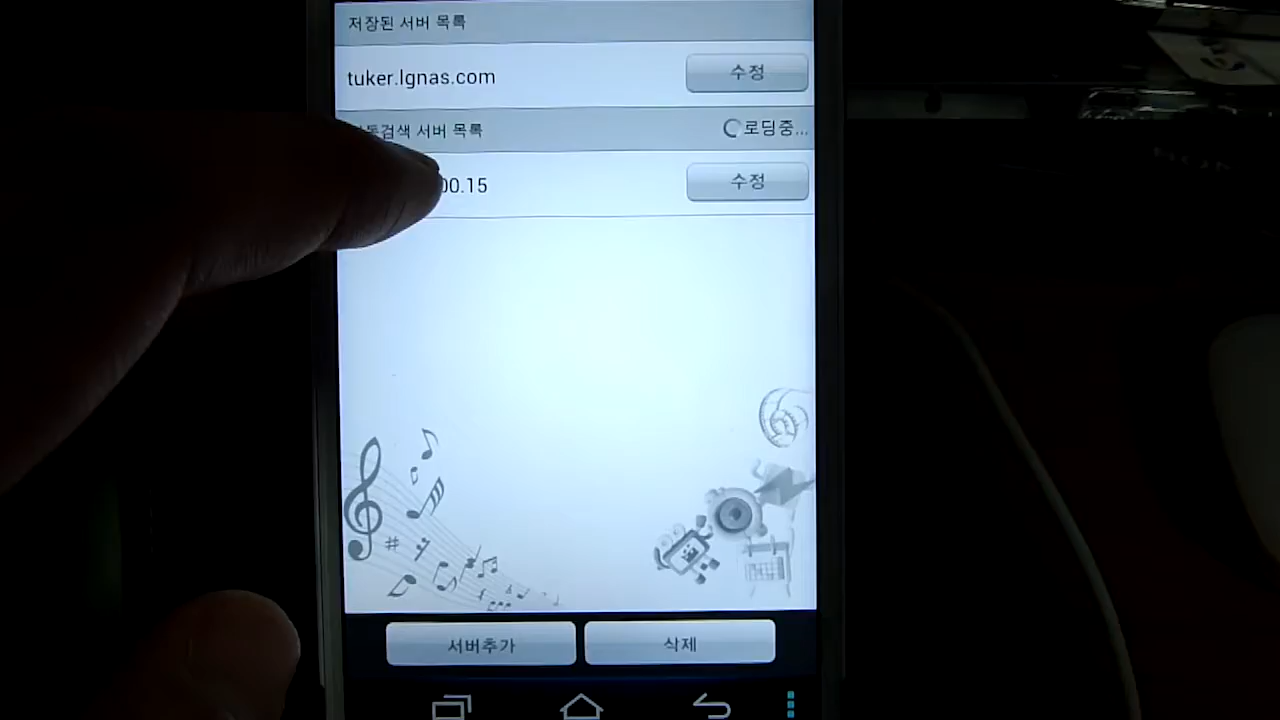 저장된 서버 목록
tuker.lgnas.com 수정
검색 서버 목록 로딩중...
00.15 수정
서버추가 삭제